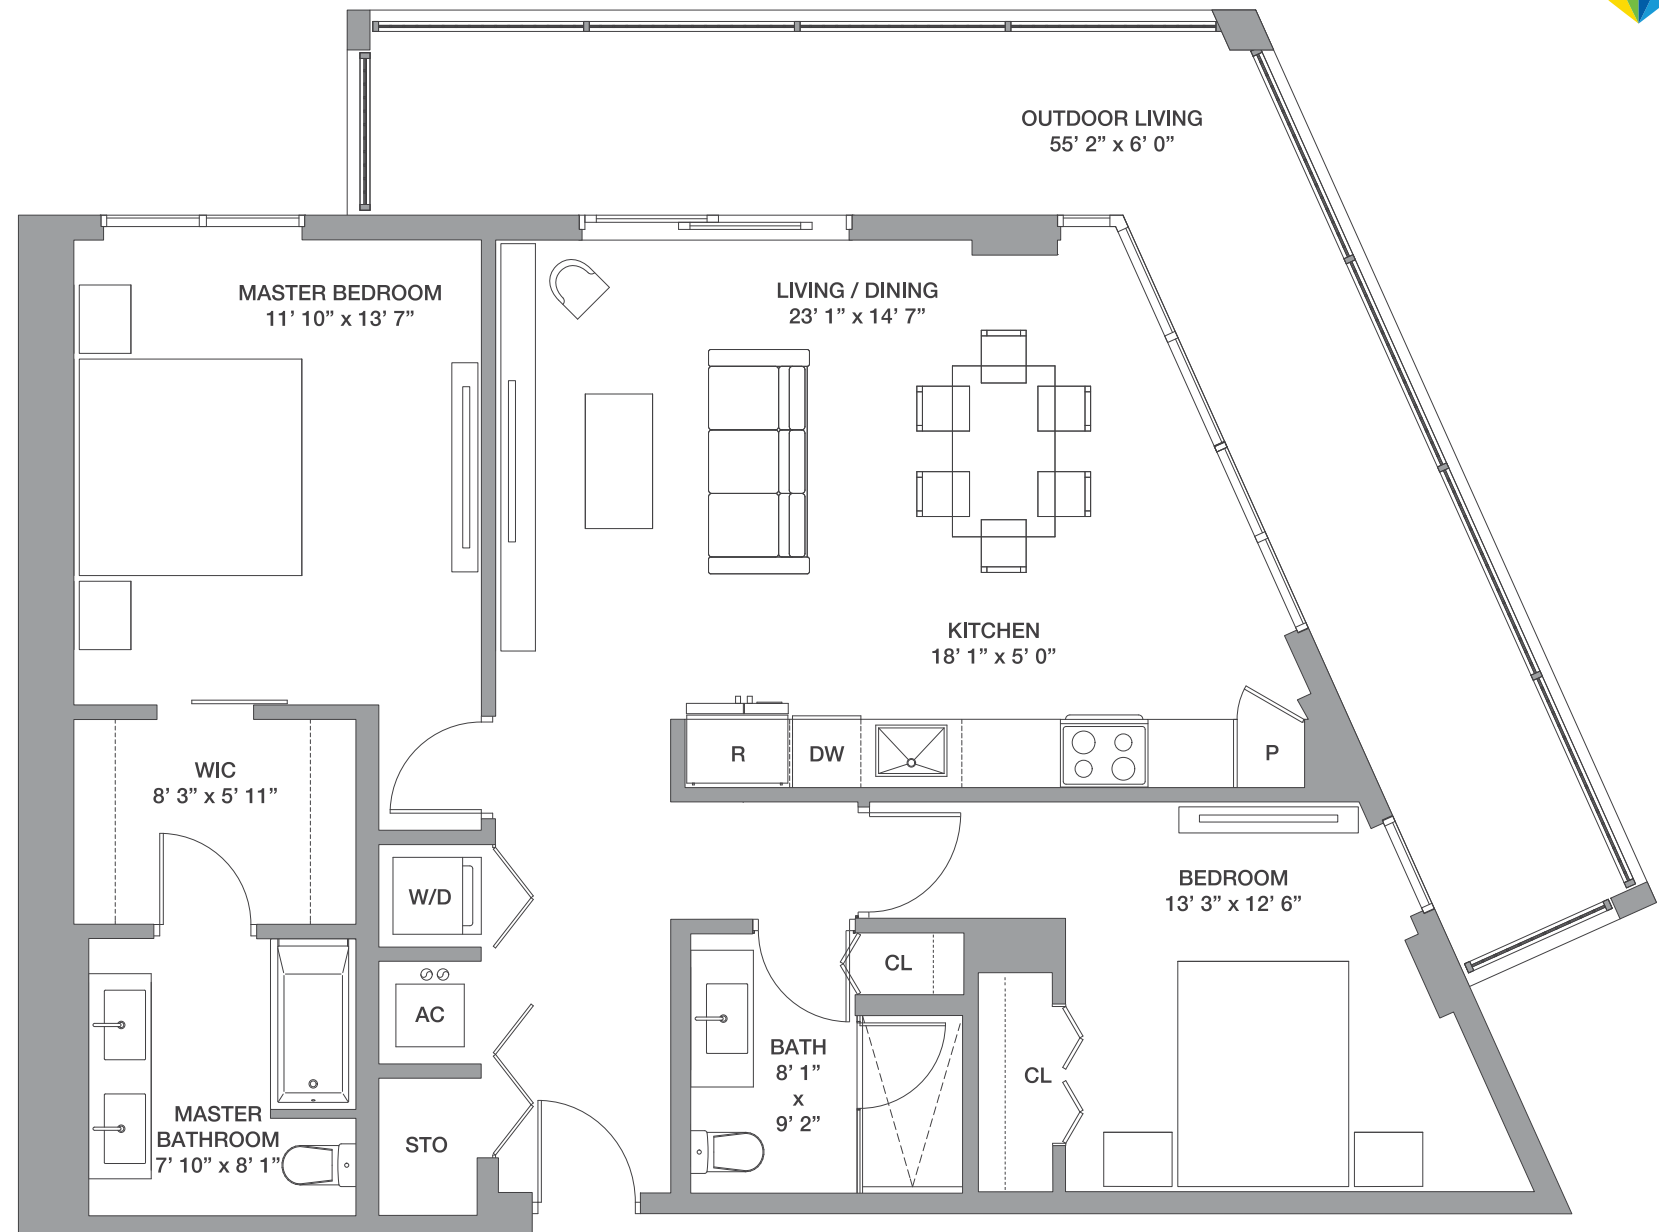 OUTDOOR LIVING
55’ 2” x 6’ 0”
MASTER BEDROOM
11’ 10” x 13’ 7”
LIVING / DINING
23’ 1” x 14’ 7”
KITCHEN
18’ 1” x 5’ 0”
R
DW
P
WIC
8’ 3” x 5’ 11”
W/D
BEDROOM
13’ 3” x 12’ 6”
CL
AC
BATH
8’ 1”
x
9’ 2”
CL
MASTER
BATHROOM
7’ 10” x 8’ 1”
STO